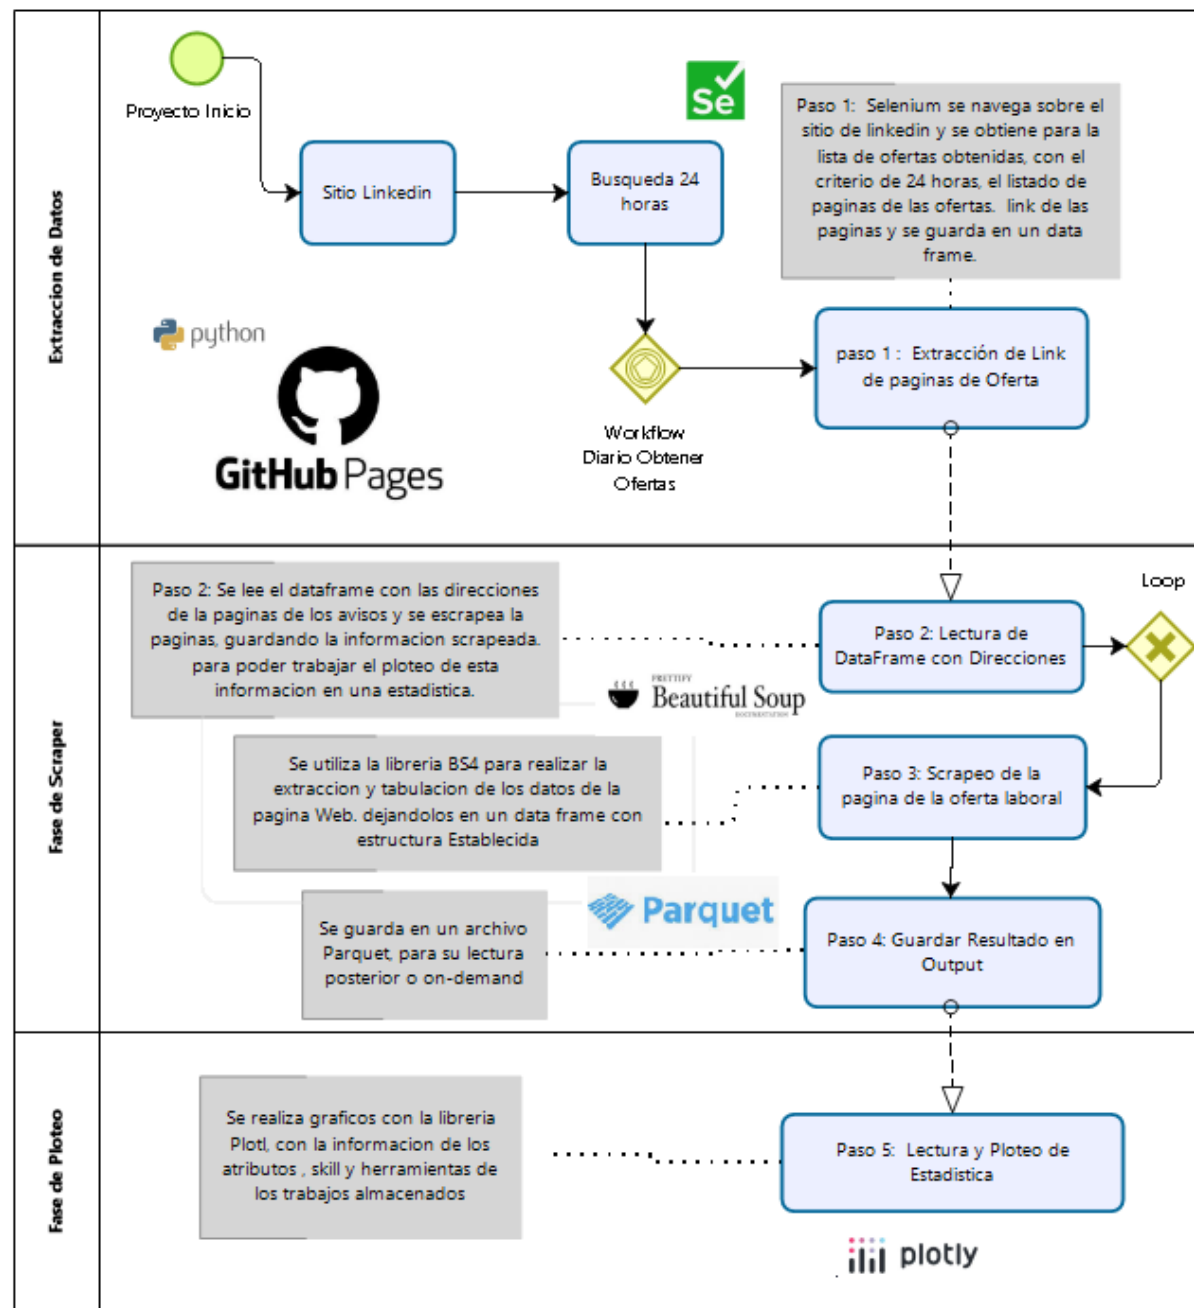 Extraccion de Datos
Proyecto Inicio
Sitio Linkedin
Se
Busqueda 24
horas
Paso 1: Selenium se navega sobre el
sitio de linkedin y se obtiene para la
lista de ofertas obtenidas, con el
criterio de 24 horas, el listado de
paginas de las ofertas. link de las
paginas y se guarda en un data
frame.
python
GitHub Pages
Workflow
Diario Obtener
Ofertas
paso 1 : Extracción de Link
de paginas de Oferta
Fase de Scraper
Paso 2: Se lee el dataframe con las direcciones
de la paginas de los avisos y se escrapea la
paginas, guardando la informacion scrapeada.
para poder trabajar el ploteo de esta
informacion en una estadistica.
Paso 2: Lectura de
DataFrame con Direcciones
Loop
PRETTIFY
Beautiful Soup
DOCUMENTATION
Se utiliza la libreria BS4 para realizar la
extraccion y tabulacion de los datos de la
pagina Web. dejandolos en un data frame con
estructura Establecida
Paso 3: Scrapeo de la
pagina de la oferta laboral
Parquet
Se guarda en un archivo
Parquet, para su lectura
posterior o on-demand
Paso 4: Guardar Resultado en
Output
Fase de Ploteo
Se realiza graficos con la libreria
Plotl, con la informacion de los
atributos , skill y herramientas de
los trabajos almacenados
Paso 5: Lectura y Ploteo de
Estadistica
plotly